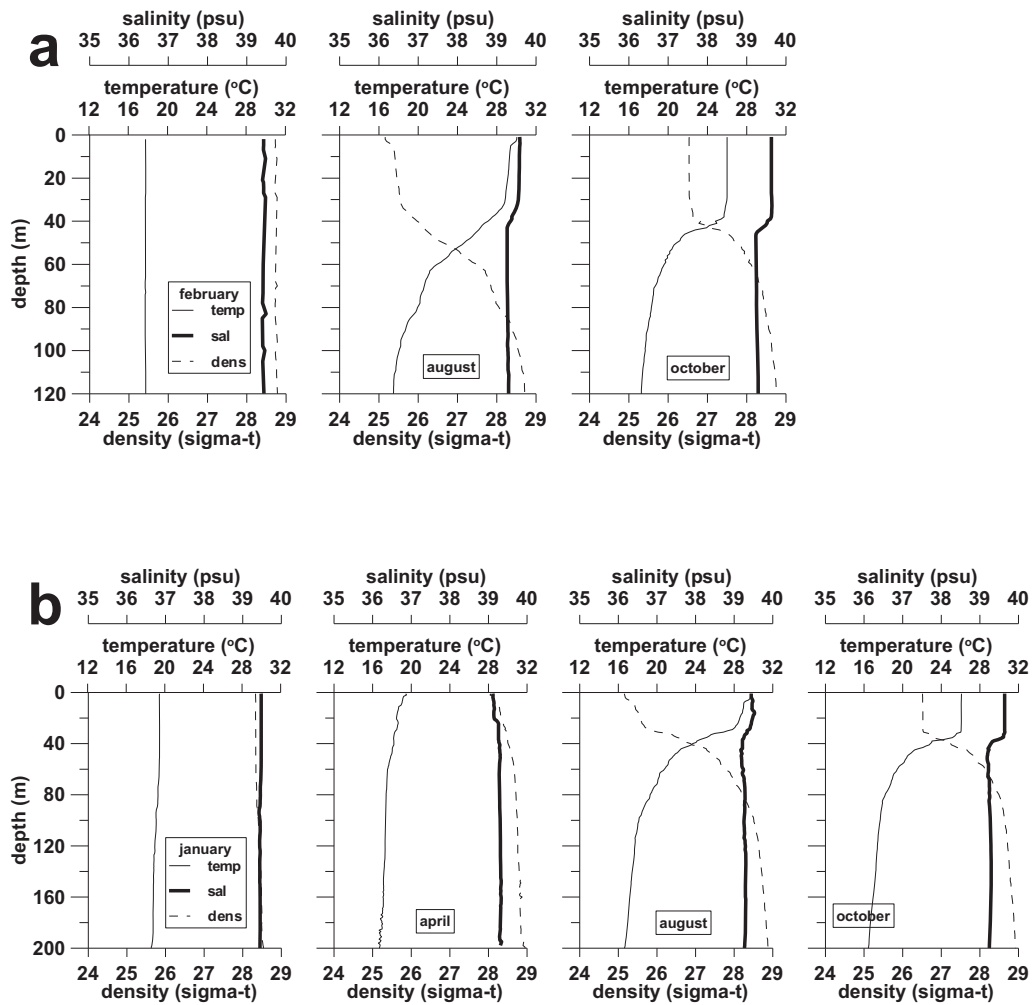 a
salinity (psu) salinity (psu) salinity (psu)
35 36 37 38 39 40 35 36 37 38 39 40 35 36 37 38 39 40
temperature (oC) temperature (oC) temperature (oC)
12 16 20 24 28 32 12 16 20 24 28 32 12 16 20 24 28 32
0
20
40
60
80
100
120
depth (m)
february
temp
sal
dens
august
october
24 25 26 27 28 29 24 25 26 27 28 29 24 25 26 27 28 29
density (sigma-t) density (sigma-t) density (sigma-t)
b
salinity (psu) salinity (psu) salinity (psu) salinity (psu)
35 36 37 38 39 40 35 36 37 38 39 40 35 36 37 38 39 40 35 36 37 38 39 40
temperature (oC) temperature (oC) temperature (oC) temperature (oC)
12 16 20 24 28 32 12 16 20 24 28 32 12 16 20 24 28 32 12 16 20 24 28 32
0
40
80
120
160
200
depth (m)
january
temp
sal
dens
april
august
october
24 25 26 27 28 29 24 25 26 27 28 29 24 25 26 27 28 29 24 25 26 27 28 29
density (sigma-t) density (sigma-t) density (sigma-t) density (sigma-t)